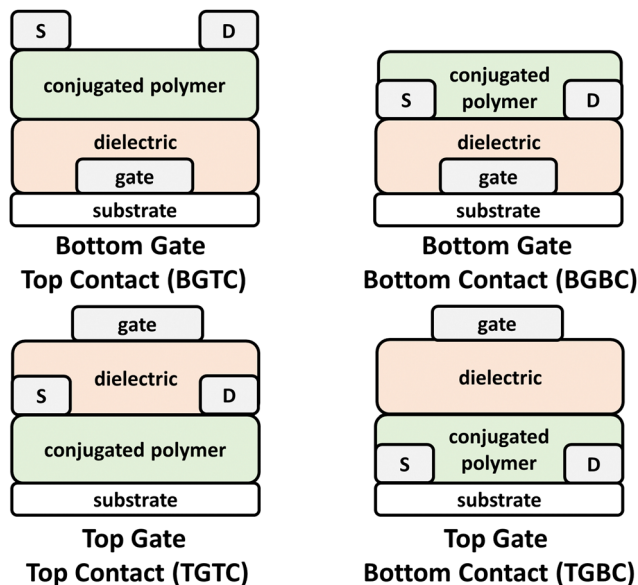 S
D
conjugated polymer
dielectric
gate
substrate
Bottom Gate
Top Contact (BGTC)
conjugated
polymer
S
D
dielectric
gate
substrate
Bottom Gate
Bottom Contact (BGBC)
gate
dielectric
S
D
conjugated polymer
substrate
Top Gate
Top Contact (TGTC)
gate
dielectric
conjugated
polymer
S
D
substrate
Top Gate
Bottom Contact (TGBC)